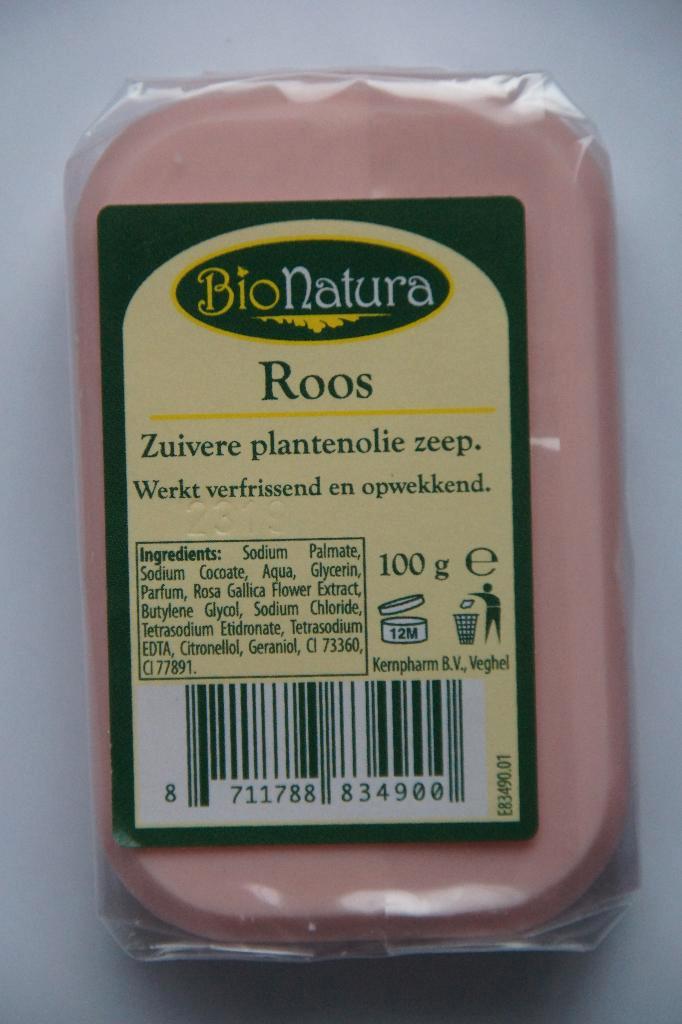 BioNatura
Roos
Zuivere plantenolie zeep.
Werkt verfrissend en opwekkend.
Ingredients: Sodium Palmate,
Sodium Cocoate, Aqua, Glycerin,
Parfum, Rosa Gallica Flower Extract,
Butylene Glycol, Sodium Chloride,
Tetrasodium Etidronate, Tetrasodium
EDTA, Citronellol, Geraniol, CI 73360,
CI 77891.
100 g ℮
12M
Kernpharm B.V., Veghel
8 711788 834900
E83490.01